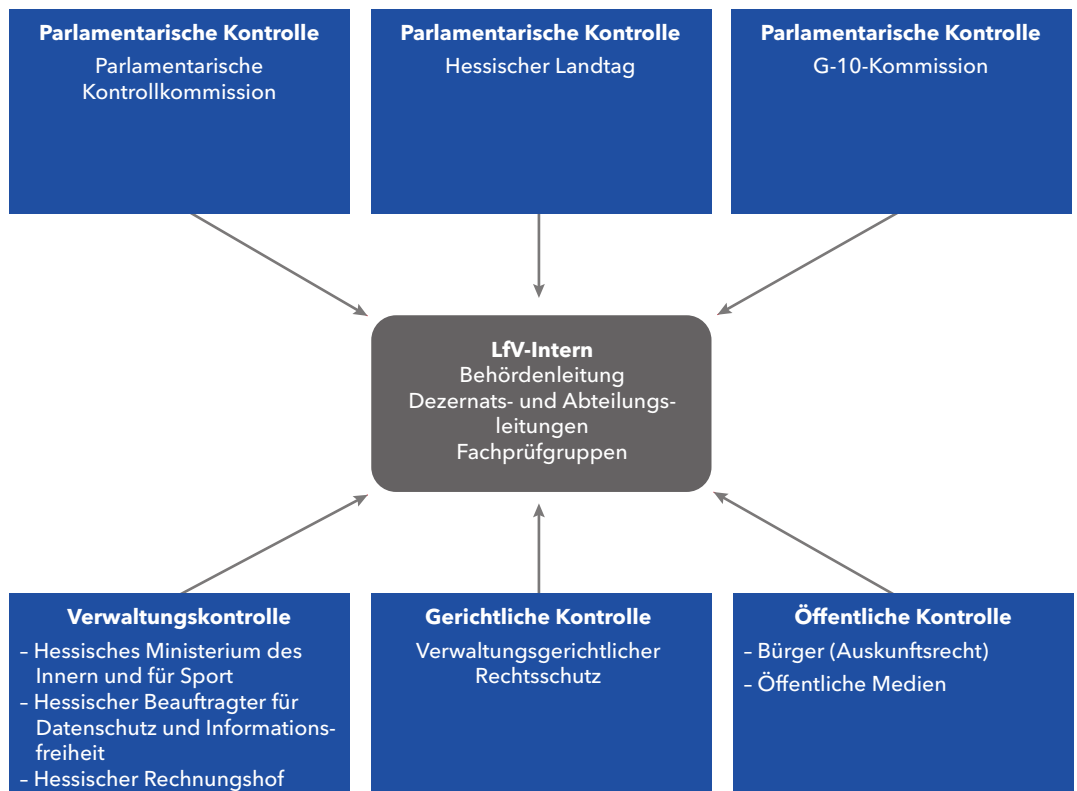 Parlamentarische Kontrolle
Parlamentarische
Kontrollkommission
Parlamentarische Kontrolle
Hessischer Landtag
Parlamentarische Kontrolle
G-10-Kommission
LfV-Intern
Behördenleitung
Dezernats- und Abteilungs-
leitungen
Fachprüfgruppen
Verwaltungskontrolle
– Hessisches Ministerium des
Innern und für Sport
– Hessischer Beauftragter für
Datenschutz und Informations-
freiheit
– Hessischer Rechnungshof
Gerichtliche Kontrolle
Verwaltungsgerichtlicher
Rechtsschutz
Öffentliche Kontrolle
– Bürger (Auskunftsrecht)
– Öffentliche Medien